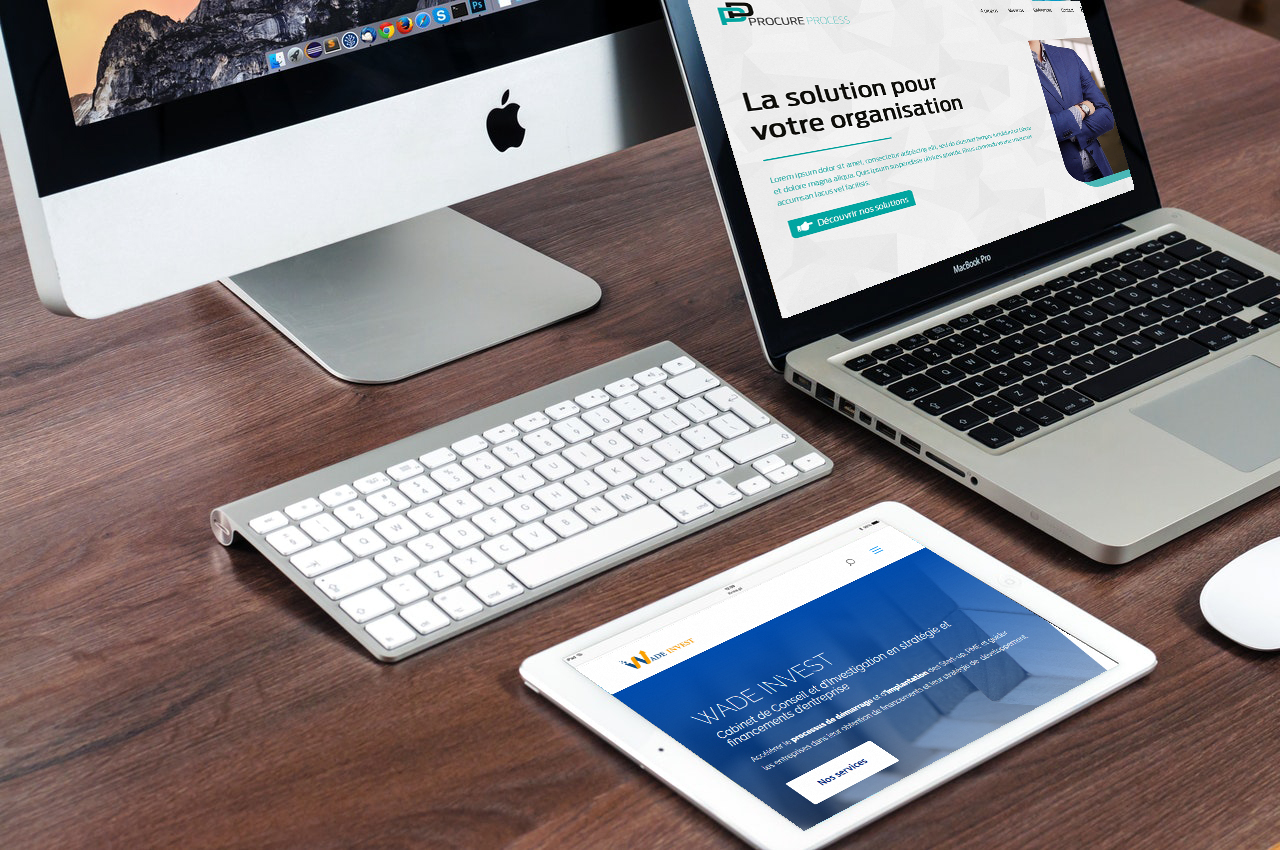 PROCURE PROCESS
Contact
La solution pour
votre organisation
Lorem ipsum dolor sit amet, consectetur adipiscing elit, sed do eiusmod tempor incididunt ut labore
et dolore magna aliqua. Quis ipsum suspendisse ultrices gravida. Risus commodo viverra maecenas
accumsan lacus vel facilisis.
Découvrir nos solutions
MacBook Pro
WADE INVEST
WADE INVEST
Cabinet de Conseil et d'Investigation en stratégie et
financements d'entreprise
Accélérer le processus de démarrage et d'implantation des Start-up, PME et guider
les entreprises dans leur obtention de financements et leur stratégie de développement.
Nos services